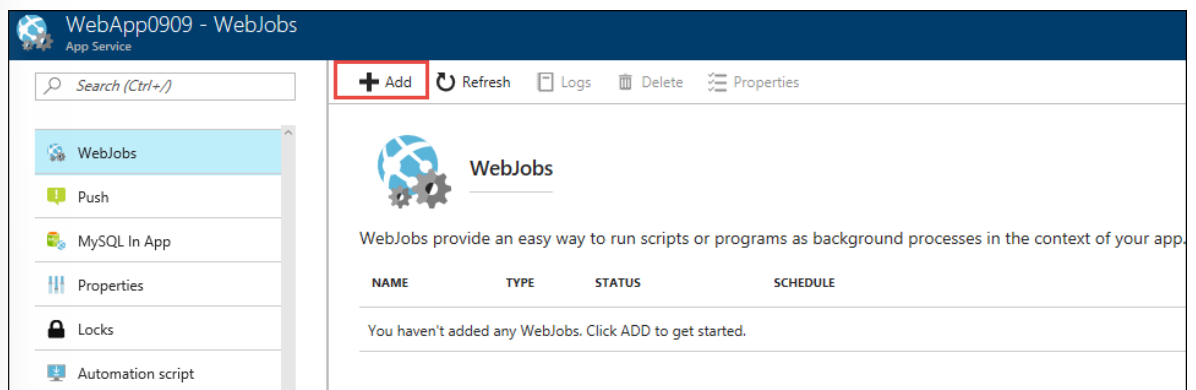 WebApp0909 - WebJobs
App Service
Search (Ctrl+/)
WebJobs
Push
MySQL In App
Properties
Locks
Automation script
Add Refresh Logs Delete Properties
WebJobs
WebJobs provide an easy way to run scripts or programs as background processes in the context of your app.
NAME TYPE STATUS SCHEDULE
You haven't added any WebJobs. Click ADD to get started.